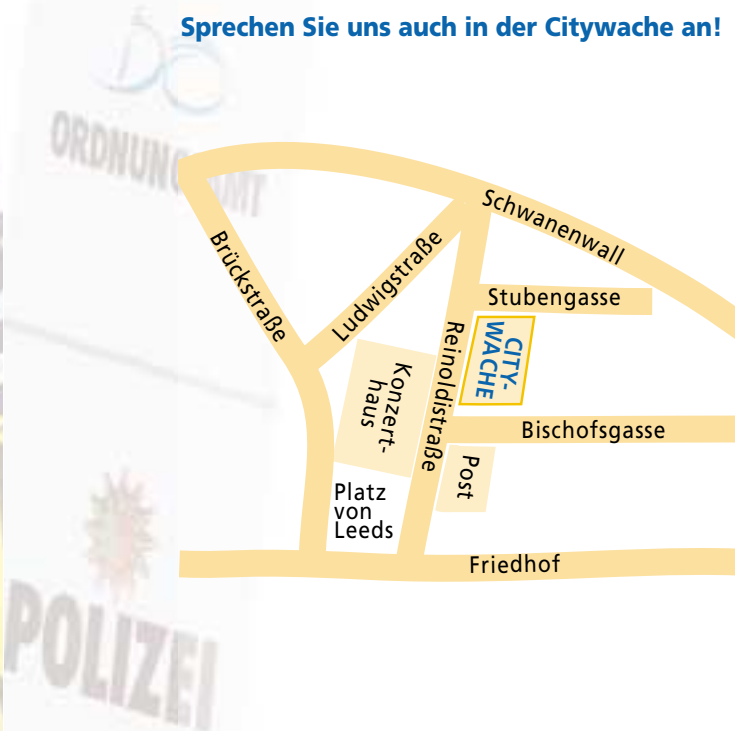 Sprechen Sie uns auch in der Citywache an!
ORDNUNGSAMT
Schwanenwall
Brückstraße
Ludwigstraße
Stubengasse
Reinoldistraße
CITY-
WACHE
Konzert-
haus
Bischofsgasse
Post
Platz
von
Leeds
Friedhof
POLIZEI